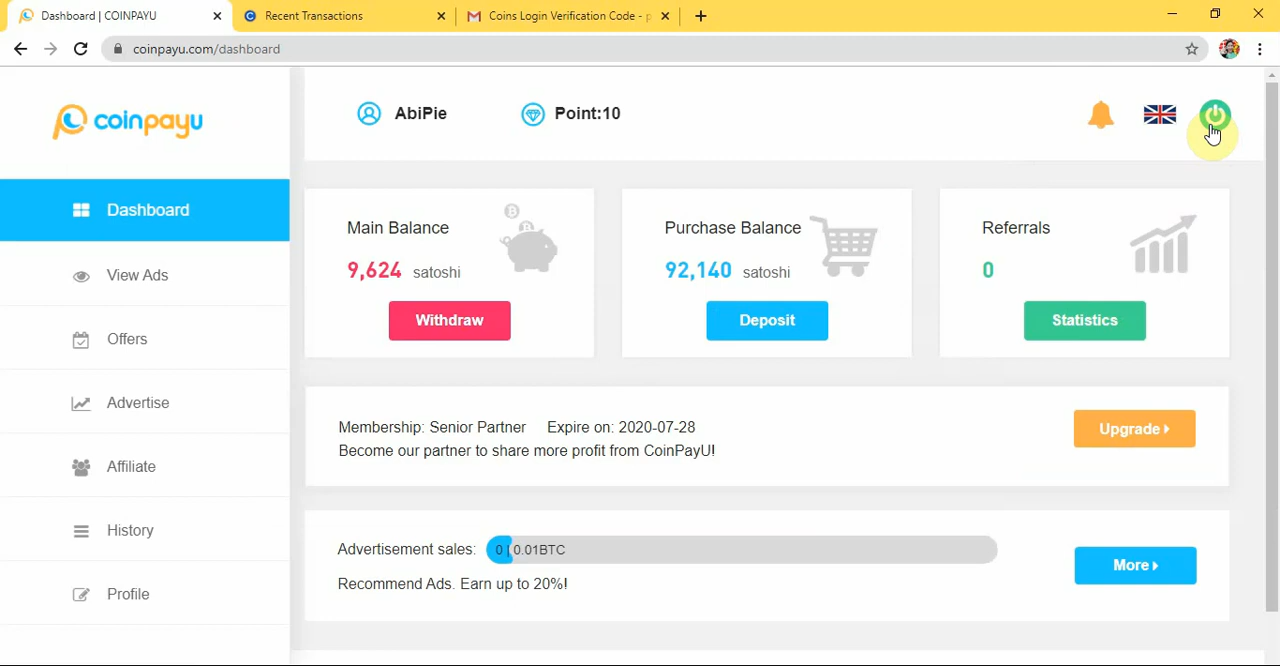 Dashboard | COINPAYU
Recent Transactions
Coins Login Verification Code - p
coinpayu.com/dashboard
coinpayu
AbiPie
Point:10
Dashboard
View Ads
Offers
Advertise
Affiliate
History
Profile
Main Balance
9,624 satoshi
Withdraw
Purchase Balance
92,140 satoshi
Deposit
Referrals
0
Statistics
Membership: Senior Partner Expire on: 2020-07-28
Become our partner to share more profit from CoinPayU!
Upgrade
Advertisement sales: 0 | 0.01BTC
Recommend Ads. Earn up to 20%!
More